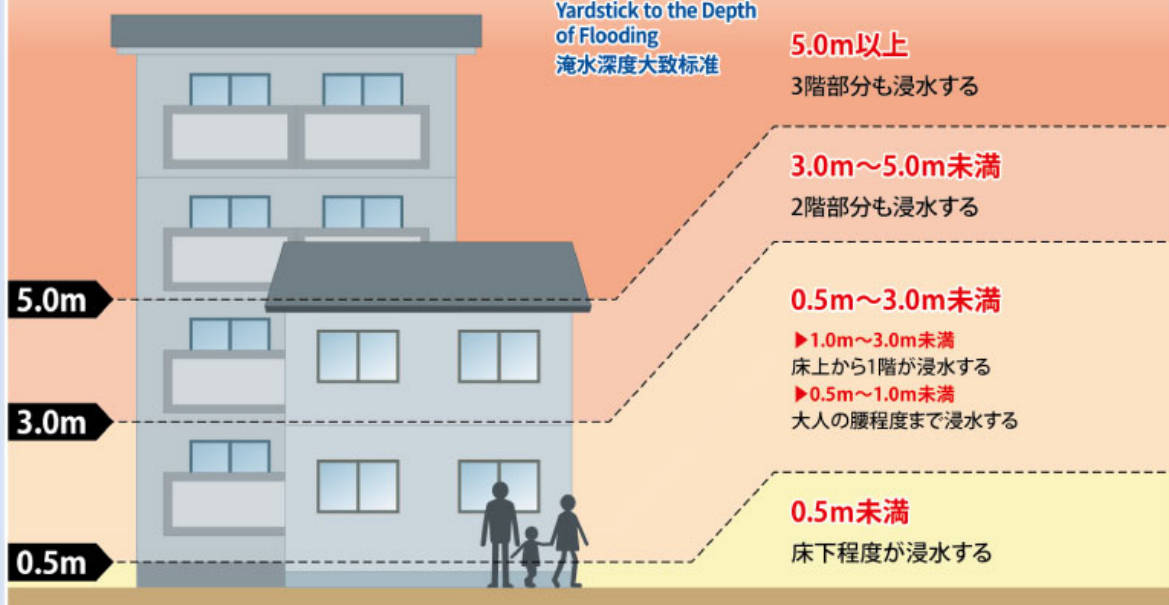 Yardstick to the Depth
of Flooding
淹水深度大致标准
5.0m以上
3階部分も浸水する
3.0m～5.0m未満
2階部分も浸水する
5.0m
0.5m～3.0m未満
▶1.0m～3.0m未満
床上から1階が浸水する
▶0.5m～1.0m未満
大人の腰程度まで浸水する
3.0m
0.5m未満
床下程度が浸水する
0.5m